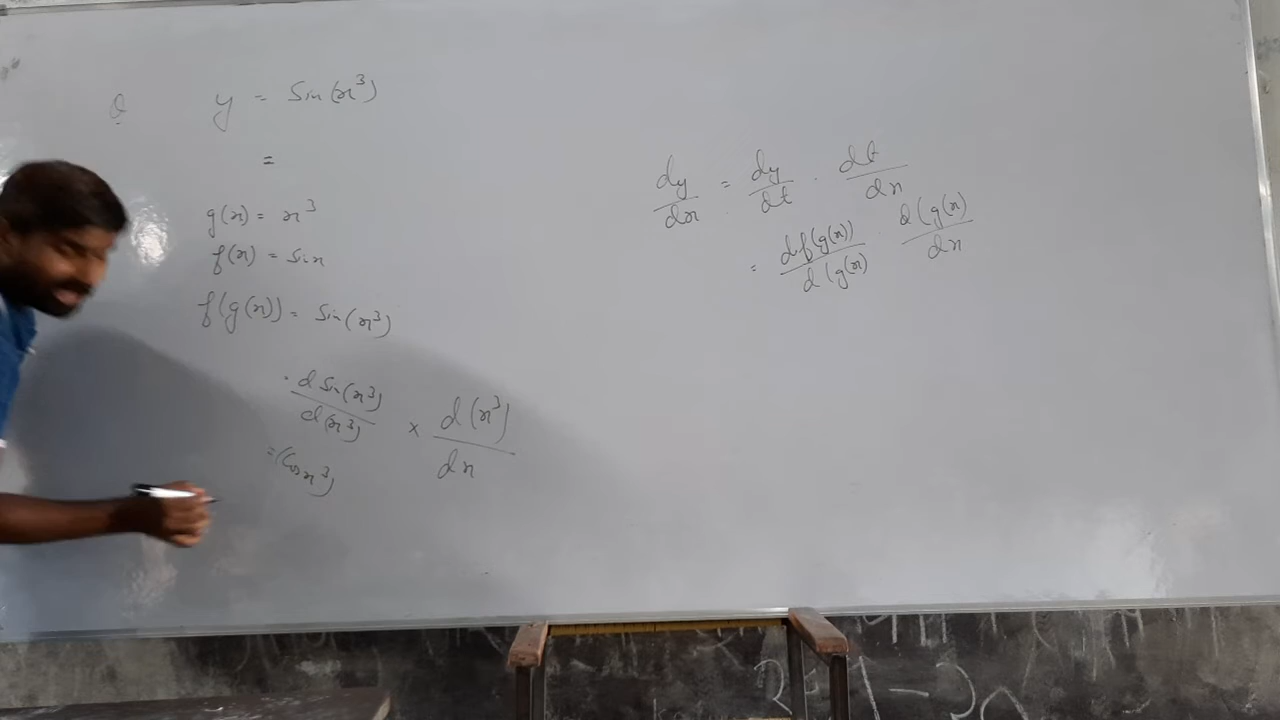 Q y = Sin(x³)
=
g(x) = x³
f(x) = Sin x
f(g(x)) = Sin(x³)
d Sin(x³)/d(x³) × d(x³)/dx
= Cos x³
dy/dx = dy/dt · dt/dx
= d f(g(x))/d(g(x) · d(g(x)/dx